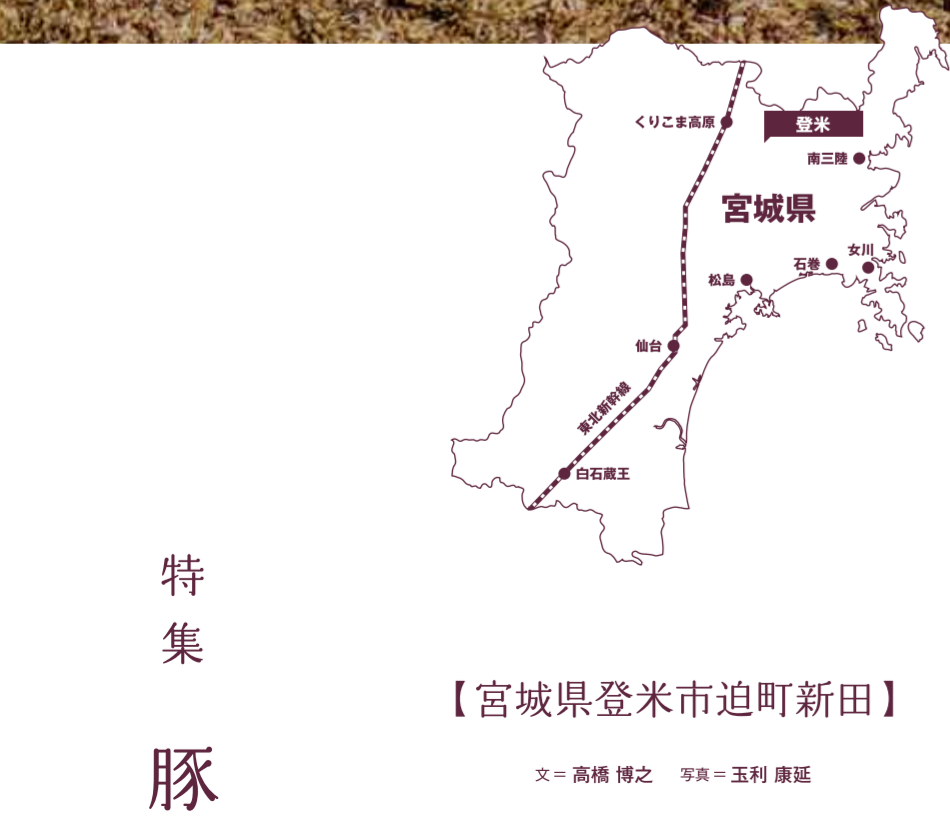 くりこま高原
登米
南三陸
宮城県
女川
石巻
松島
仙台
東北新幹線
白石蔵王
特集
豚
【宮城県登米市迫町新田】
文＝高橋 博之　写真＝玉利 康延